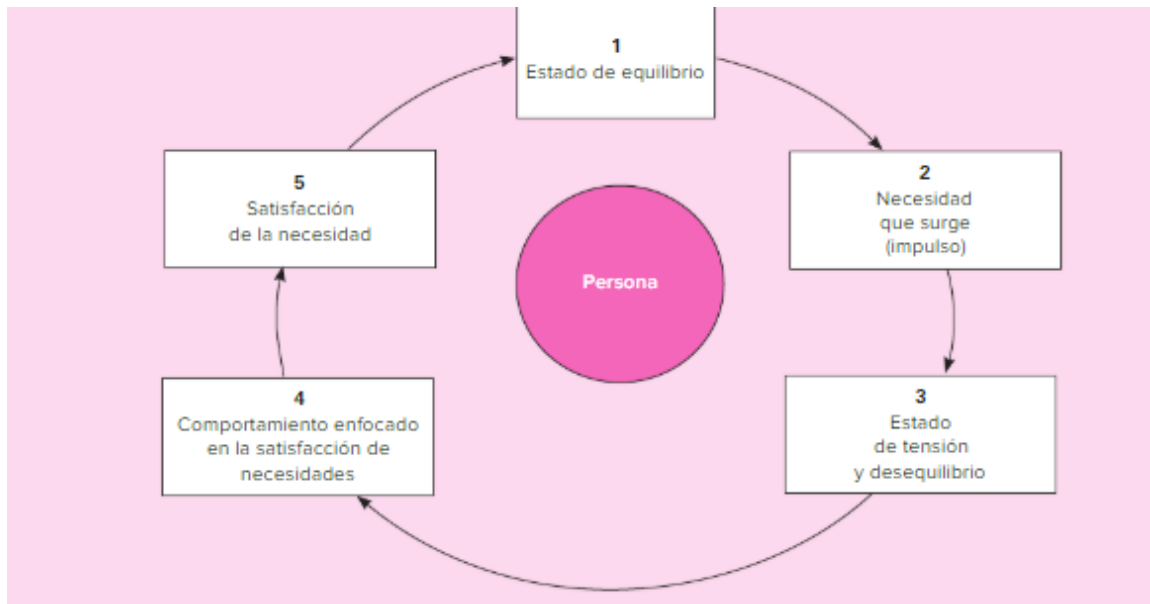 1
Estado de equilibrio
2
Necesidad
que surge
(impulso)
3
Estado
de tensión
y desequilibrio
4
Comportamiento enfocado
en la satisfacción de
necesidades
5
Satisfacción
de la necesidad
Persona